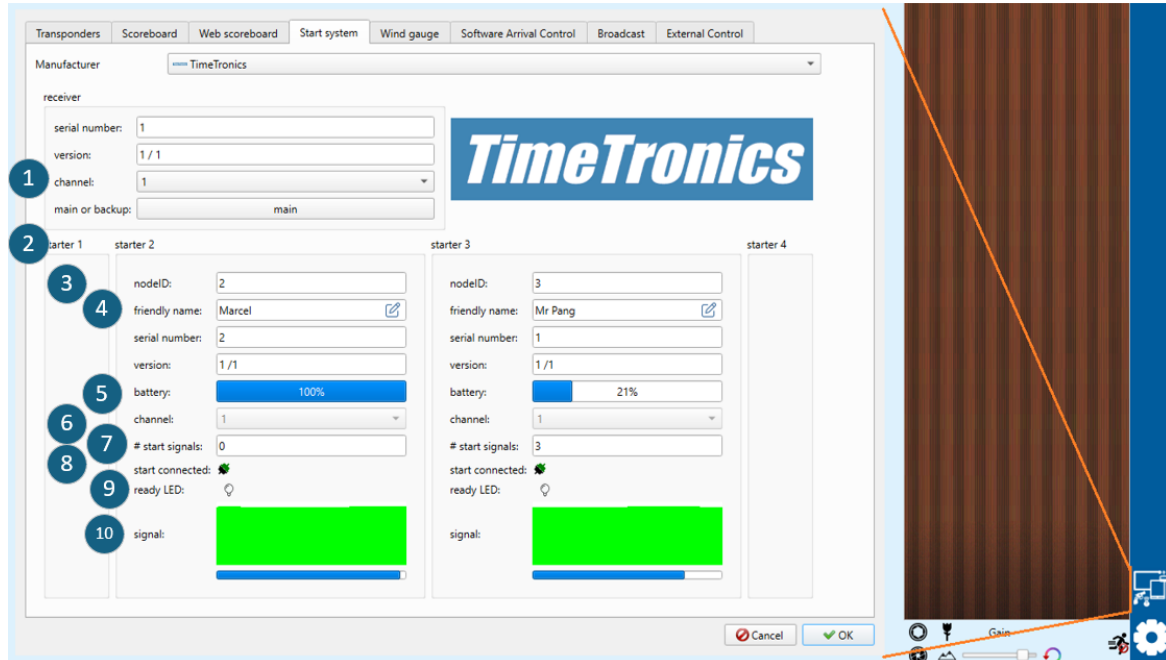 Transponders Scoreboard Web scoreboard Start system Wind gauge Software Arrival Control Broadcast External Control
Manufacturer TimeTronics
receiver
serial number: 1
version: 1 / 1
1 channel: 1
main or backup: main
TimeTronics
2 tarter 1 starter 2 starter 3 starter 4
3 nodeID: 2 nodeID: 3
4 friendly name: Marcel friendly name: Mr Pang
serial number: 2 serial number: 1
version: 1 /1 version: 1 /1
5 battery: 100% battery: 21%
6 channel: 1 channel: 1
7 # start signals: 0 # start signals: 3
8 start connected: start connected:
9 ready LED: ready LED:
10 signal: signal:
Cancel OK
Gain